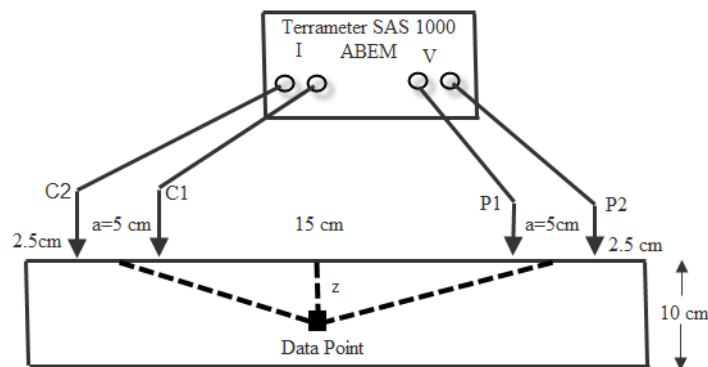 Terrameter SAS 1000
I ABEM V
C2 C1 P1 P2
2.5cm a=5 cm 15 cm a=5cm 2.5 cm
z
10 cm
Data Point